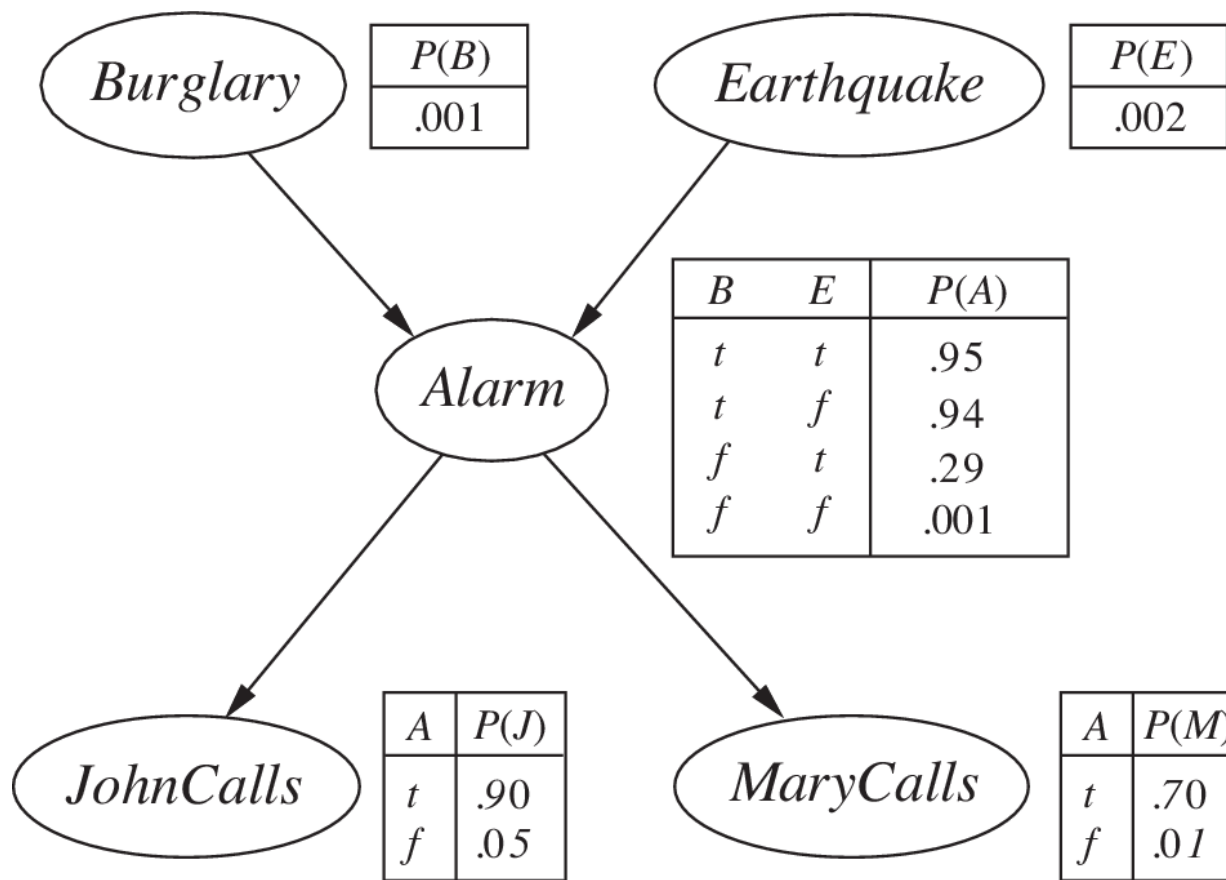 Burglary
P(B)
.001
Earthquake
P(E)
.002
B E P(A)
t t .95
t f .94
f t .29
f f .001
Alarm
JohnCalls
A P(J)
t .90
f .05
MaryCalls
A P(M)
t .70
f .01